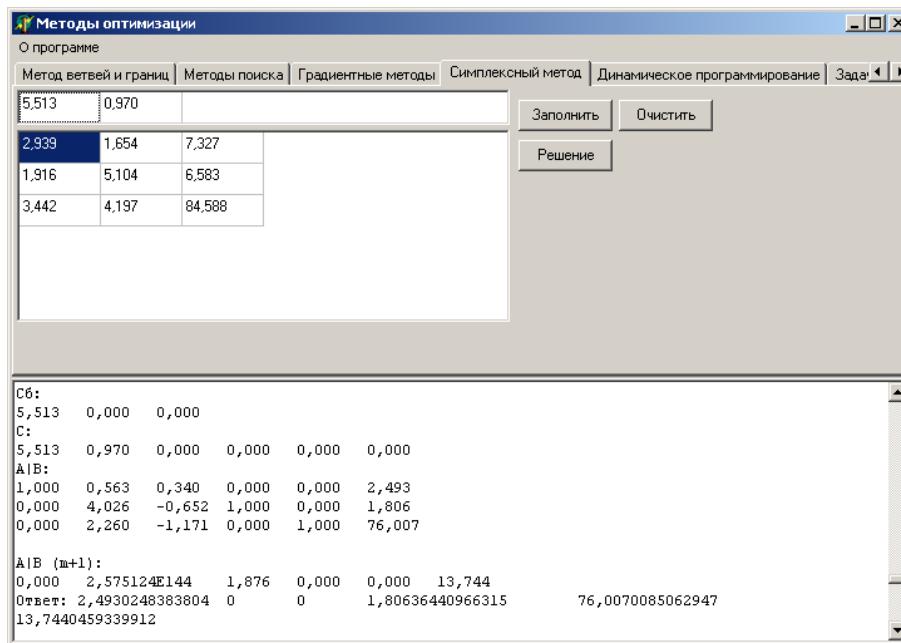 Методы оптимизации
О программе
Метод ветвей и границ Методы поиска Градиентные методы Симплексный метод Динамическое программирование
5,513 0,970
Заполнить Очистить
2,939 1,654 7,327
Решение
1,916 5,104 6,583
3,442 4,197 84,588
Сб:
5,513 0,000 0,000
С:
5,513 0,970 0,000 0,000 0,000 0,000
A|B:
1,000 0,563 0,340 0,000 0,000 2,493
0,000 4,026 -0,652 1,000 0,000 1,806
0,000 2,260 -1,171 0,000 1,000 76,007
A|B (m+1):
0,000 2,575124E144 1,876 0,000 0,000 13,744
Ответ: 2,4930248383804 0 0 1,80636440966315 76,0070085062947
13,7440459339912